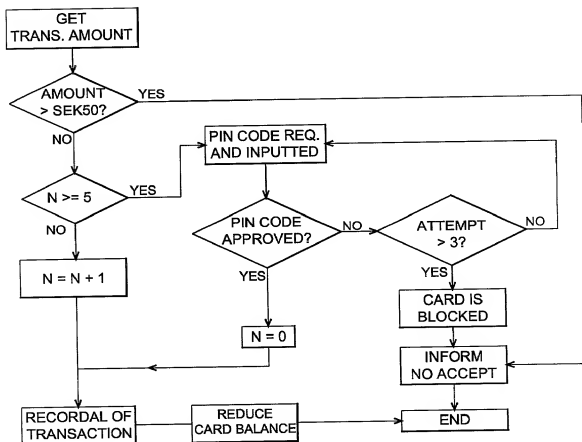 GET
TRANS. AMOUNT
AMOUNT
> SEK50?
YES
NO
PIN CODE REQ.
AND INPUTTED
N >= 5
YES
NO
PIN CODE
APPROVED?
NO
YES
ATTEMPT
> 3?
NO
YES
N = N + 1
CARD IS
BLOCKED
N = 0
INFORM
NO ACCEPT
RECORDAL OF
TRANSACTION
REDUCE
CARD BALANCE
END